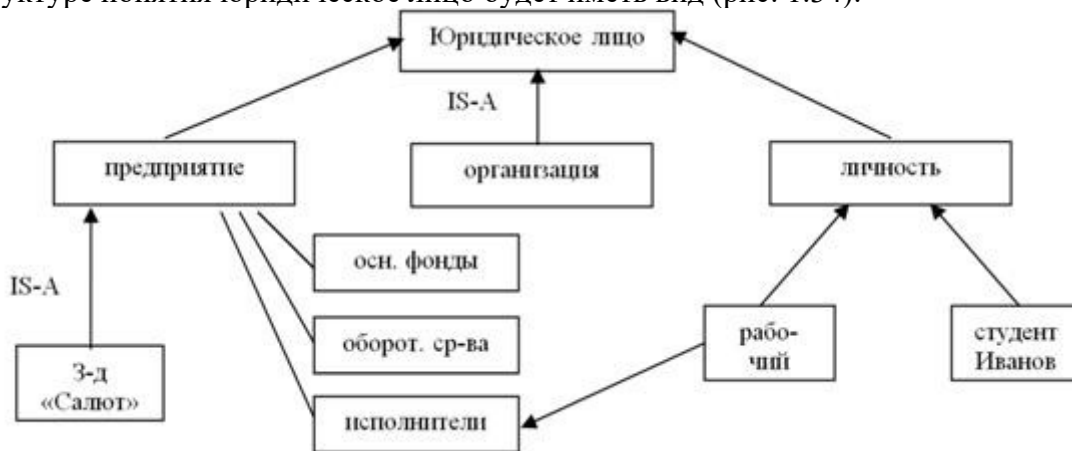 уктуре понятия юридическое лицо будет иметь вид (рис. 1.34).
Юридическое лицо
IS-A
предприятие
организация
личность
осн. фонды
IS-A
оборот. ср-ва
рабо-
чий
студент
Иванов
З-д
«Салют»
исполнители